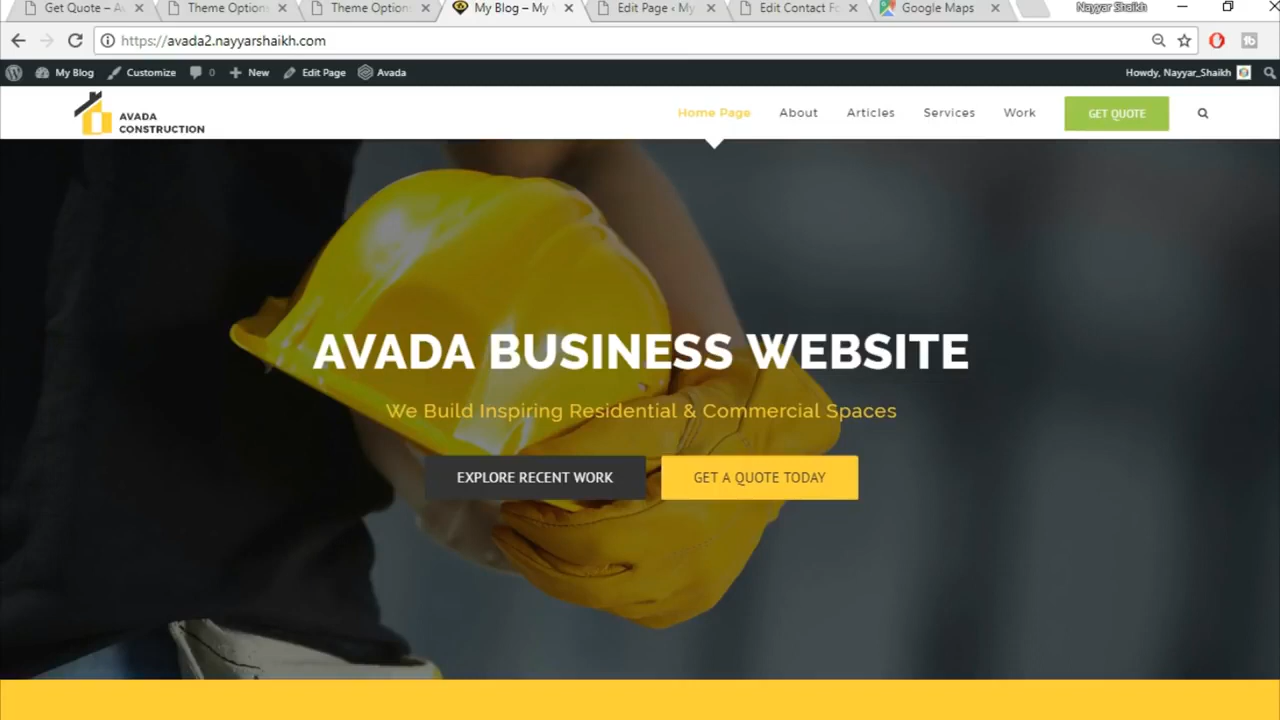 Get Quote – Av
Theme Option
Theme Option
My Blog – My
Edit Page ‹ My
Edit Contact Fo
Google Maps
Nayyar Shaikh
https://avada2.nayyarshaikh.com
My Blog
Customize
0
New
Edit Page
Avada
Howdy, Nayyar_Shaikh
AVADA
CONSTRUCTION
Home Page
About
Articles
Services
Work
GET QUOTE
AVADA BUSINESS WEBSITE
We Build Inspiring Residential & Commercial Spaces
EXPLORE RECENT WORK
GET A QUOTE TODAY